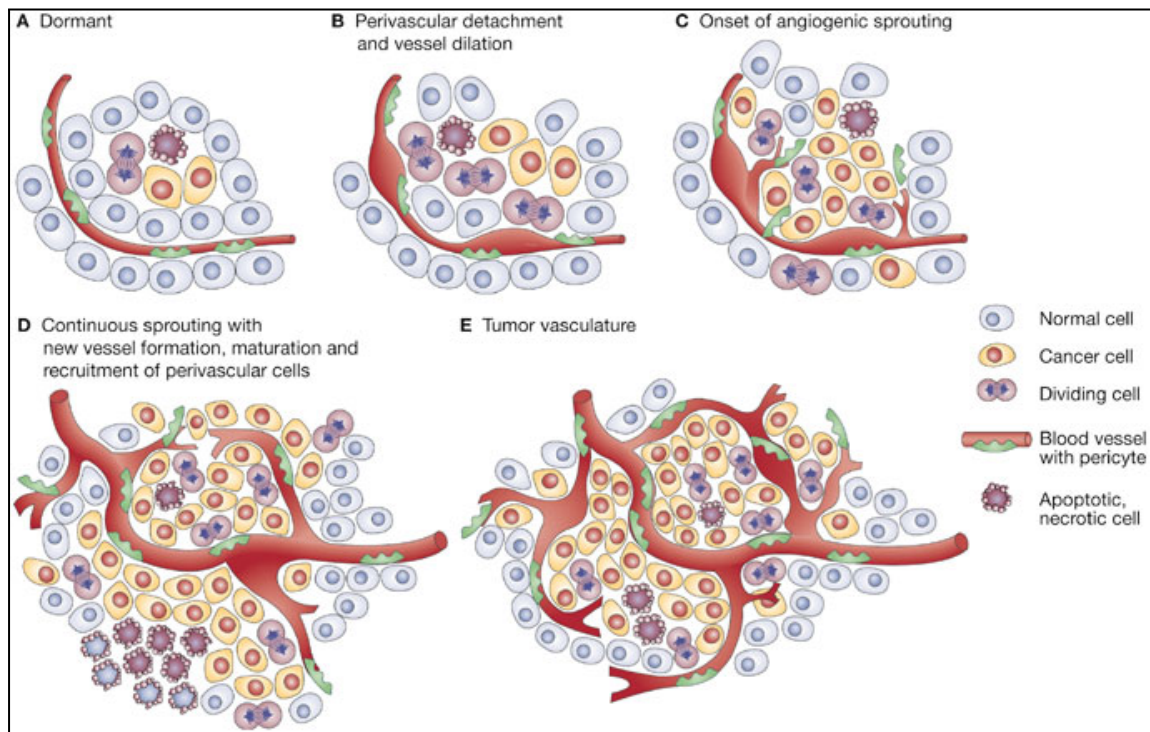 A Dormant
B Perivascular detachment
and vessel dilation
C Onset of angiogenic sprouting
D Continuous sprouting with
new vessel formation, maturation and
recruitment of perivascular cells
E Tumor vasculature
Normal cell
Cancer cell
Dividing cell
Blood vessel
with pericyte
Apoptotic,
necrotic cell